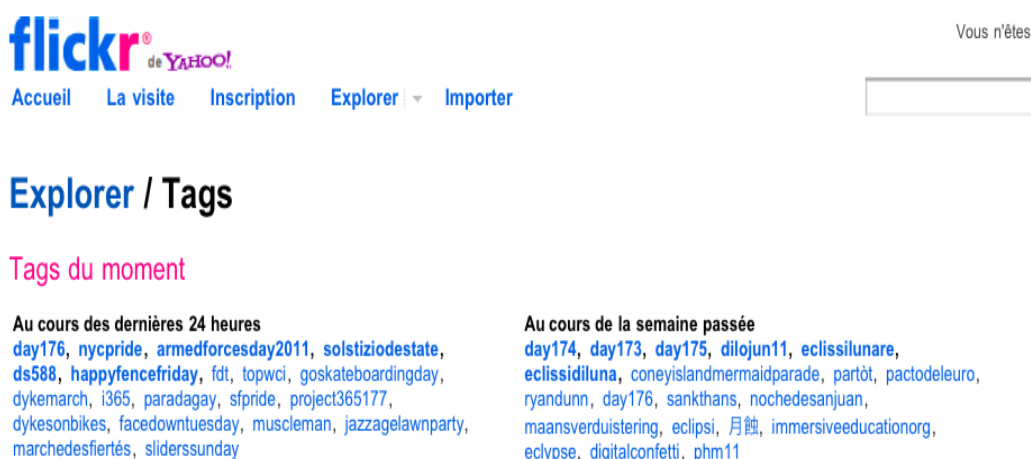 flickr® de YAHOO!
Vous n'êtes
Accueil La visite Inscription Explorer Importer
Explorer / Tags
Tags du moment
Au cours des dernières 24 heures
day176, nycpride, armedforcesday2011, solstiziodestate,
ds588, happyfencefriday, fdt, topwci, goskateboardingday,
dykemarch, i365, paradagay, sfpride, project365177,
dykesonbikes, facedowntuesday, muscleman, jazzagelawnparty,
marchedesfiertés, sliderssunday
Au cours de la semaine passée
day174, day173, day175, dilojun11, eclissilunare,
eclissidiluna, coneyislandmermaidparade, partòt, pactodeleuro,
ryandunn, day176, sankthans, nochedesanjuan,
maansverduistering, eclipsi, 月蝕, immersiveeducationorg,
eclypse, digitalconfetti, phm11